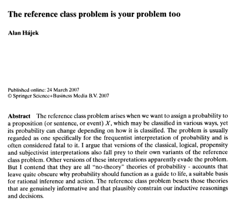 The reference class problem is your problem too
Alan Hájek
Published online: 24 March 2007
© Springer Science+Business Media B.V. 2007
Abstract The reference class problem arises when we want to assign a probability to
a proposition (or sentence, or event) X, which may be classified in various ways, yet
its probability can change depending on how it is classified. The problem is usually
regarded as one specifically for the frequentist interpretation of probability and is
often considered fatal to it. I argue that versions of the classical, logical, propensity
and subjectivist interpretations also fall prey to their own variants of the reference
class problem. Other versions of these interpretations apparently evade the problem.
But I contend that they are all "no-theory" theories of probability - accounts that
leave quite obscure why probability should function as a guide to life, a suitable basis
for rational inference and action. The reference class problem besets those theories
that are genuinely informative and that plausibly constrain our inductive reasonings
and decisions.